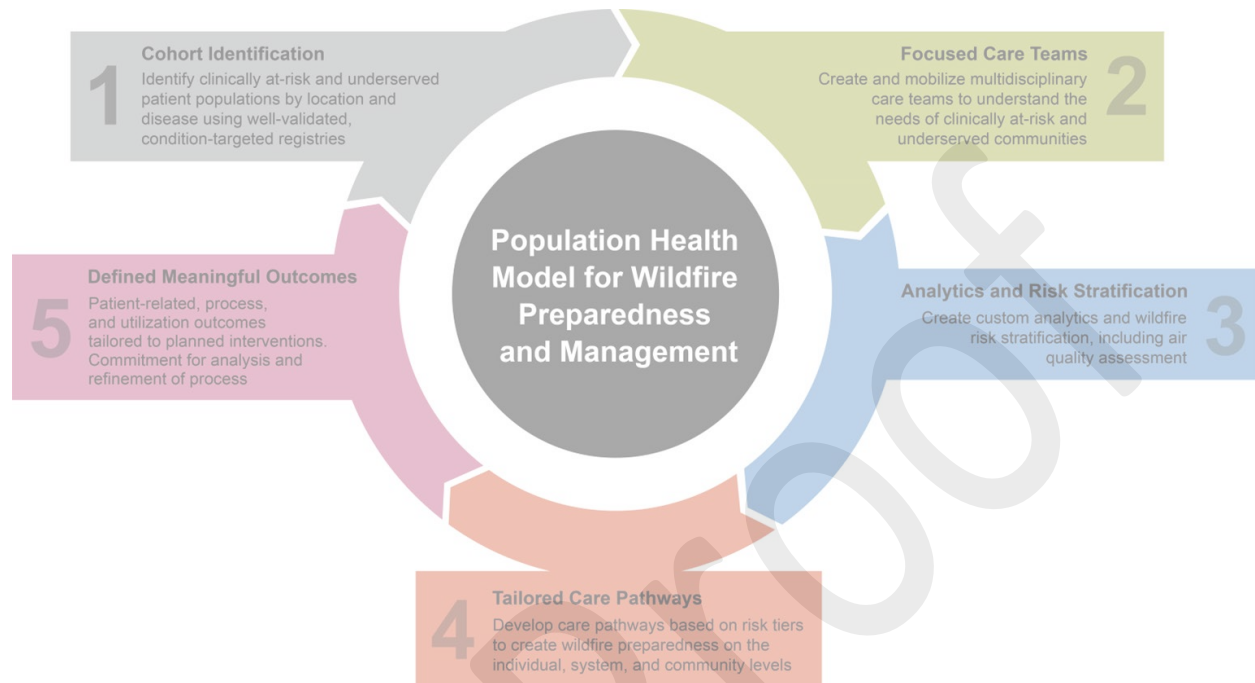 1
Cohort Identification
Identify clinically at-risk and underserved
patient populations by location and
disease using well-validated,
condition-targeted registries
Focused Care Teams
Create and mobilize multidisciplinary
care teams to understand the
needs of clinically at-risk and
underserved communities
2
Population Health
Model for Wildfire
Preparedness
and Management
Analytics and Risk Stratification
Create custom analytics and wildfire
risk stratification, including air
quality assessment
3
4
Tailored Care Pathways
Develop care pathways based on risk tiers
to create wildfire preparedness on the
individual, system, and community levels
5
Defined Meaningful Outcomes
Patient-related, process,
and utilization outcomes
tailored to planned interventions.
Commitment for analysis and
refinement of process
Proof